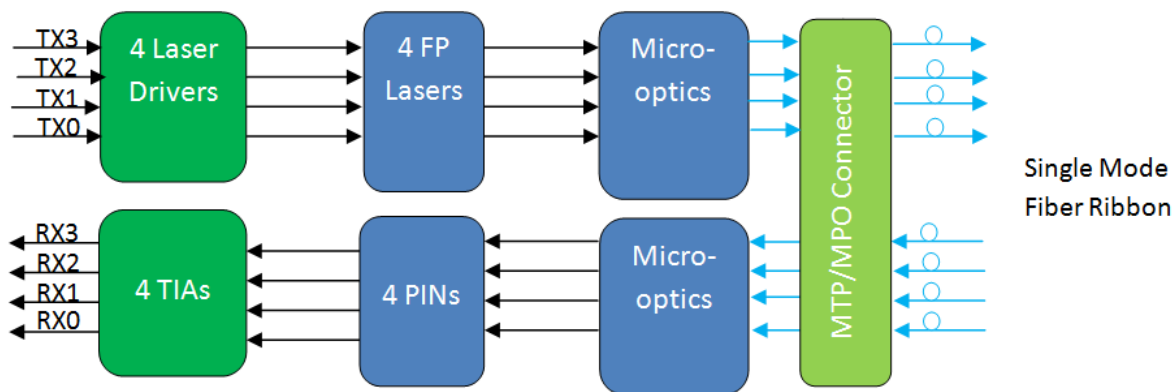 TX3
TX2
TX1
TX0
4 Laser
Drivers
4 FP
Lasers
Micro-
optics
MTP/MPO Connector
Single Mode
Fiber Ribbon
RX3
RX2
RX1
RX0
4 TIAs
4 PINs
Micro-
optics